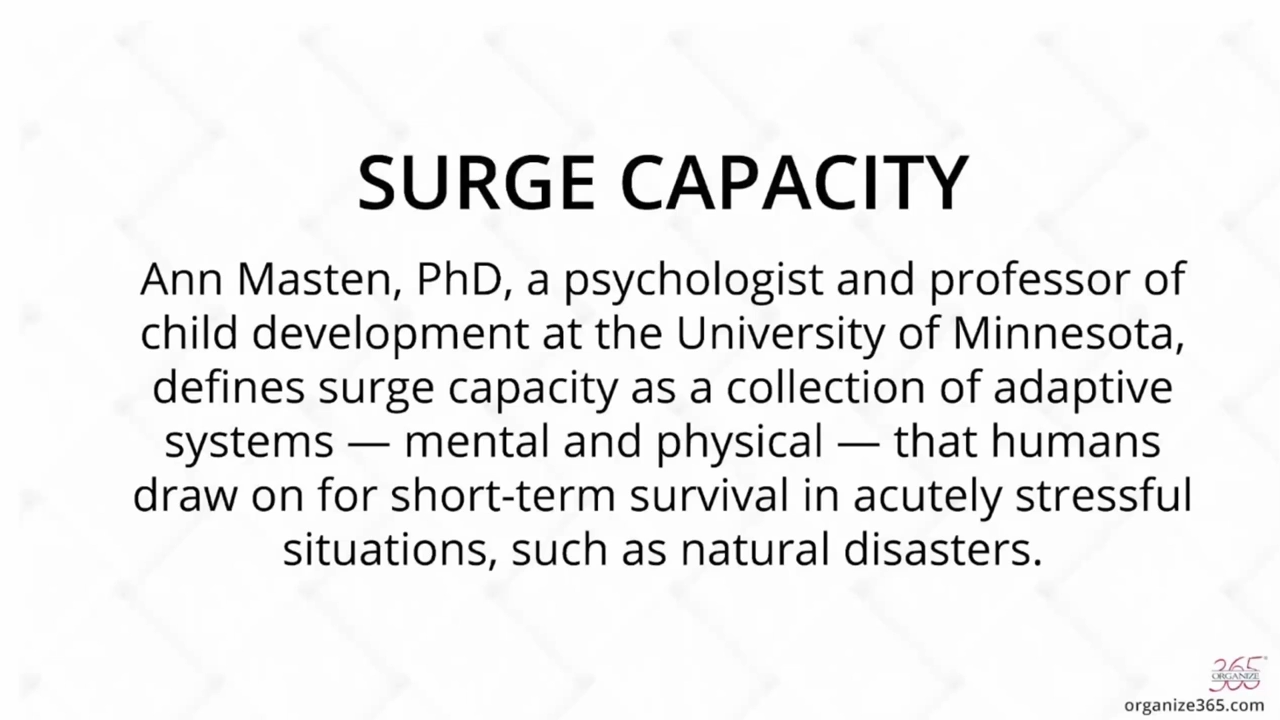 SURGE CAPACITY
Ann Masten, PhD, a psychologist and professor of
child development at the University of Minnesota,
defines surge capacity as a collection of adaptive
systems — mental and physical — that humans
draw on for short-term survival in acutely stressful
situations, such as natural disasters.
365
ORGANIZE
organize365.com